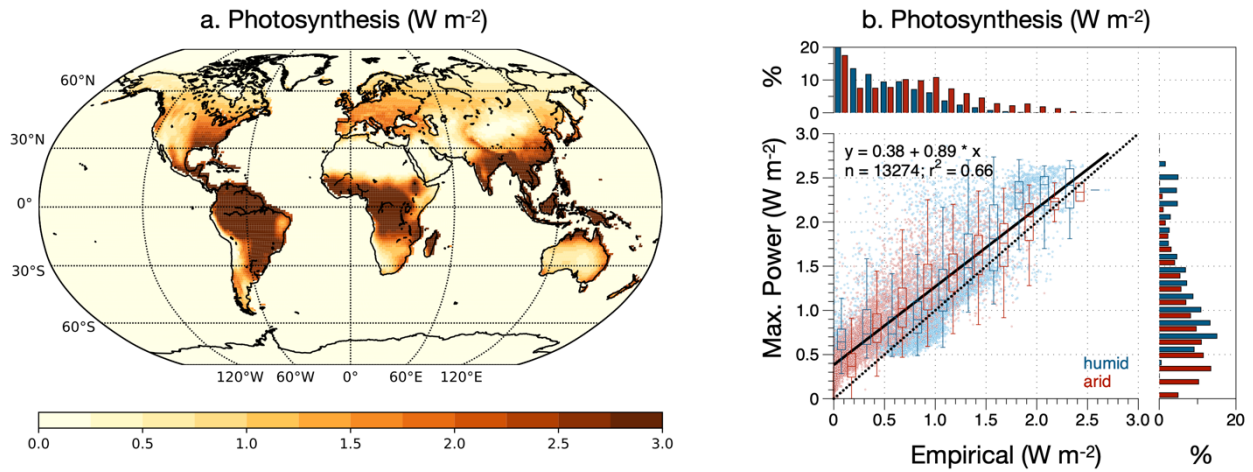 a. Photosynthesis (W m-2)
60°N
30°N
0°
30°S
60°S
120°W 60°W 0° 60°E 120°E
0.0 0.5 1.0 1.5 2.0 2.5 3.0
b. Photosynthesis (W m-2)
%
20
10
0
Max. Power (W m-2)
3.0
2.5
2.0
1.5
1.0
0.5
0
y = 0.38 + 0.89 * x
n = 13274; r2 = 0.66
humid
arid
0 0.5 1.0 1.5 2.0 3.0
Empirical (W m-2)
0 20
%